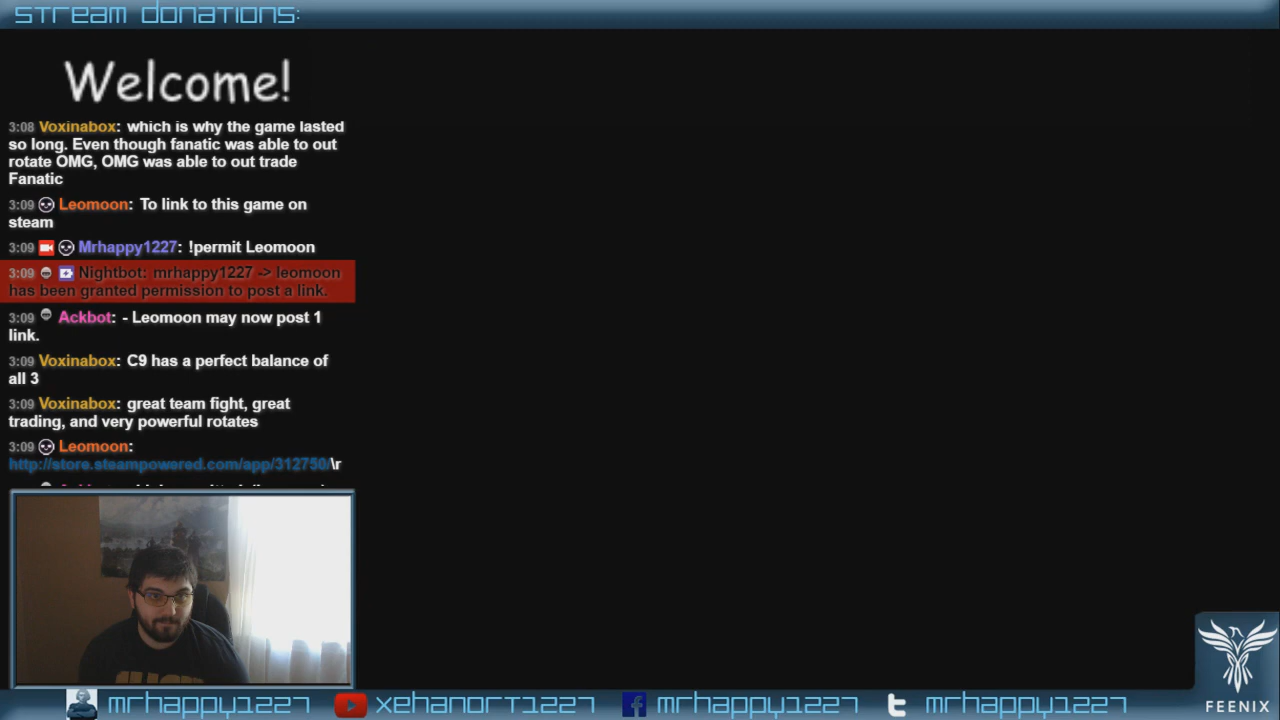 STREAM DONATIONS:
Welcome!
3:08 Voxinabox: which is why the game lasted
so long. Even though fanatic was able to out
rotate OMG, OMG was able to out trade
Fanatic
3:09 Leomoon: To link to this game on
steam
3:09 Mrhappy1227: !permit Leomoon
3:09 Nightbot: mrhappy1227 -> leomoon
has been granted permission to post a link.
3:09 Ackbot: - Leomoon may now post 1
link.
3:09 Voxinabox: C9 has a perfect balance of
all 3
3:09 Voxinabox: great team fight, great
trading, and very powerful rotates
3:09 Leomoon:
http://store.steampowered.com/app/312750/\r
mrhappy1227 xehanort1227 mrhappy1227 mrhappy1227
FEENIX